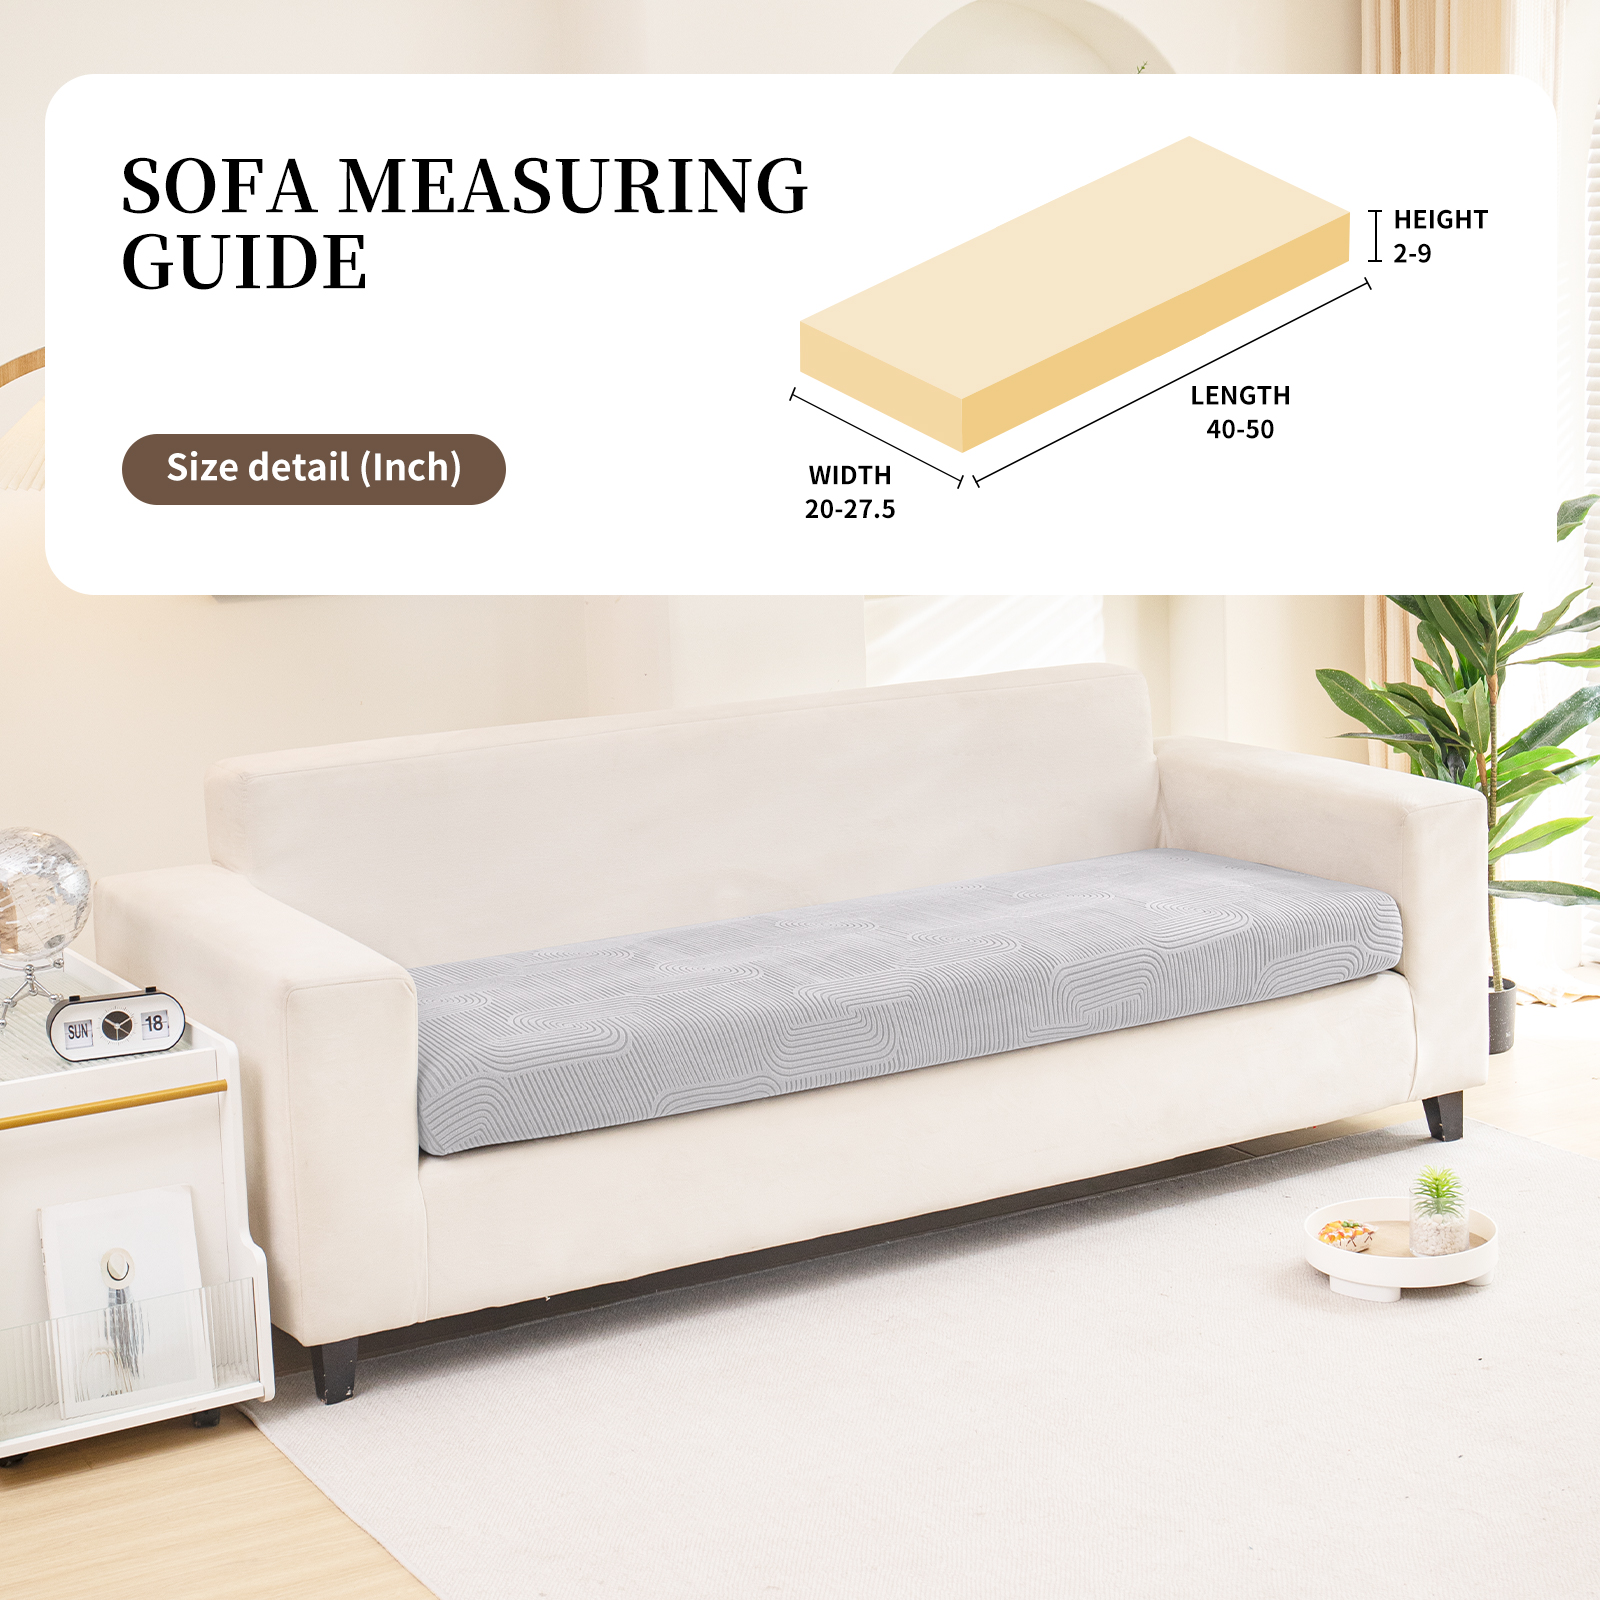 SOFA MEASURING
GUIDE
Size detail (Inch)
HEIGHT
2-9
LENGTH
40-50
WIDTH
20-27.5
SUN
18